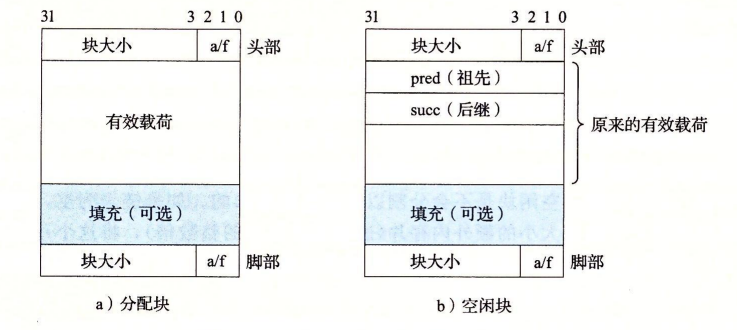 31 3 2 1 0
块大小 a/f 头部
有效载荷
填充（可选）
块大小 a/f 脚部
a）分配块
31 3 2 1 0
块大小 a/f 头部
pred（祖先）
succ（后继）
原来的有效载荷
填充（可选）
块大小 a/f 脚部
b）空闲块